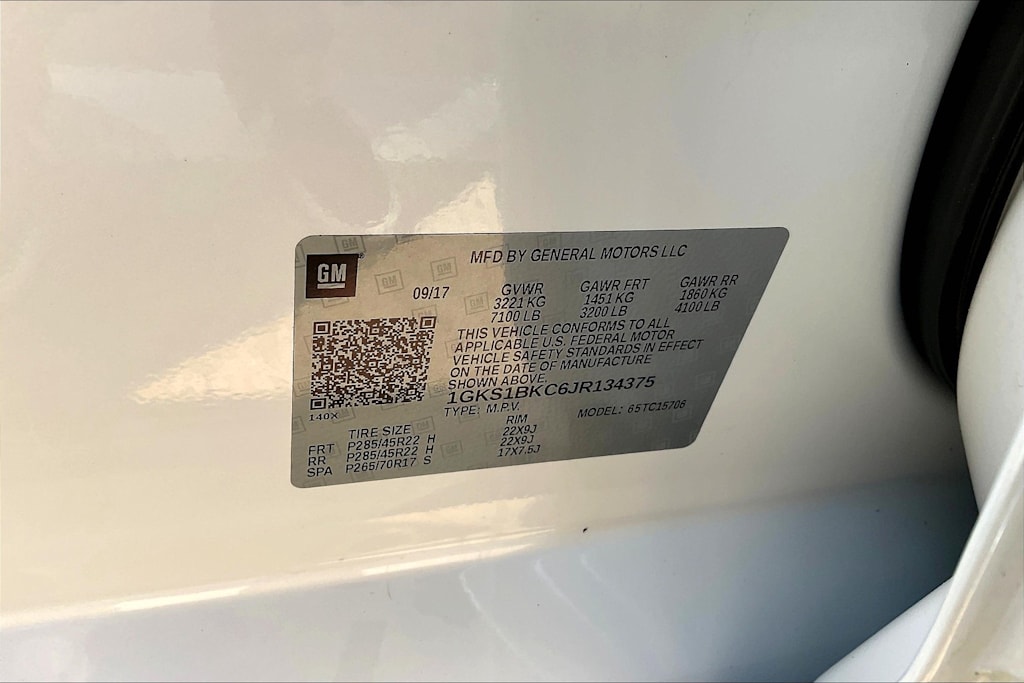 GM
MFD BY GENERAL MOTORS LLC
09/17 GVWR GAWR FRT GAWR RR
3221 KG 1451 KG 1860 KG
7100 LB 3200 LB 4100 LB
THIS VEHICLE CONFORMS TO ALL
APPLICABLE U.S. FEDERAL MOTOR
VEHICLE SAFETY STANDARDS IN EFFECT
ON THE DATE OF MANUFACTURE
SHOWN ABOVE.
1GKS1BKC6JR134375
140X
TYPE: M.P.V. MODEL: 65TC15706
TIRE SIZE RIM
FRT P285/45R22 H 22X9J
RR P285/45R22 H 22X9J
SPA P265/70R17 S 17X7.5J